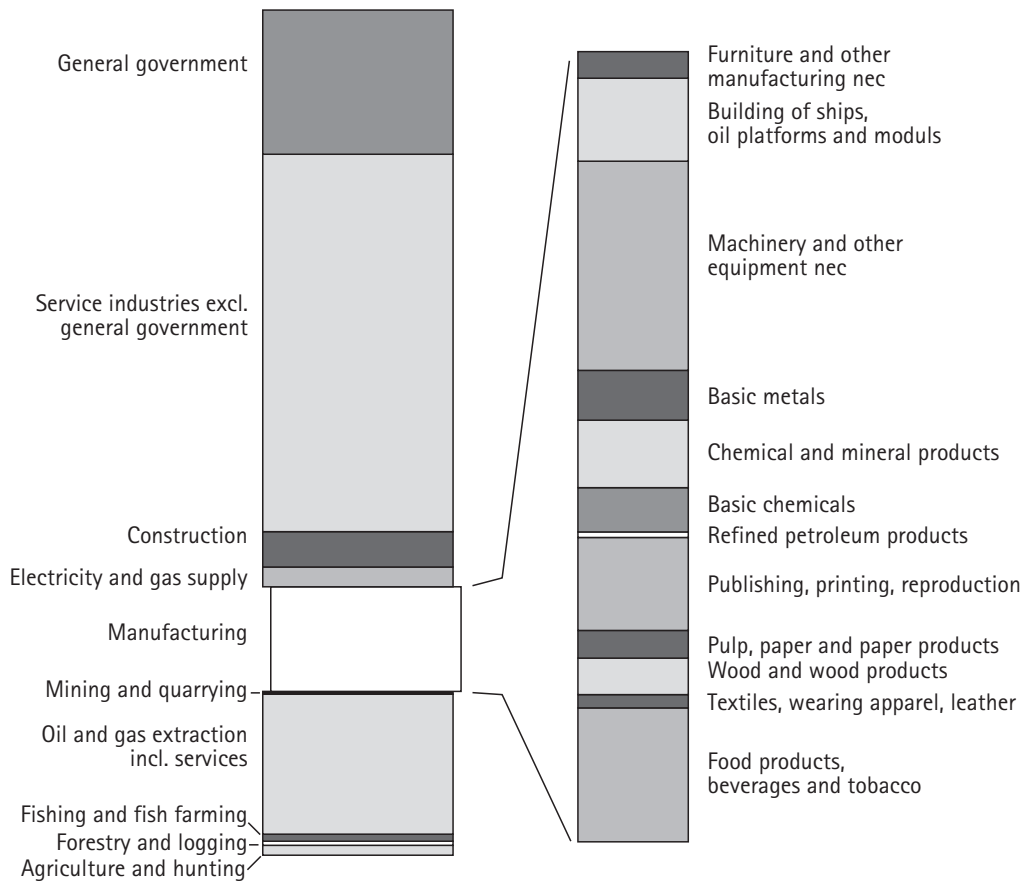 General government
Service industries excl.
general government
Construction
Electricity and gas supply
Manufacturing
Mining and quarrying
Oil and gas extraction
incl. services
Fishing and fish farming
Forestry and logging
Agriculture and hunting
Furniture and other
manufacturing nec
Building of ships,
oil platforms and moduls
Machinery and other
equipment nec
Basic metals
Chemical and mineral products
Basic chemicals
Refined petroleum products
Publishing, printing, reproduction
Pulp, paper and paper products
Wood and wood products
Textiles, wearing apparel, leather
Food products,
beverages and tobacco